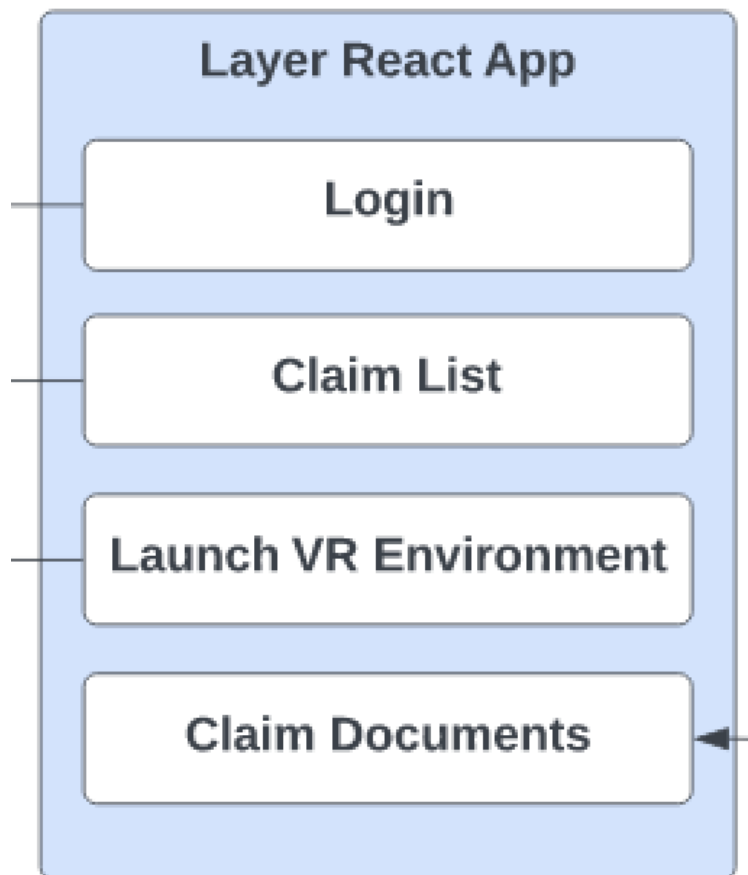 Layer React App
Login
Claim List
Launch VR Environment
Claim Documents